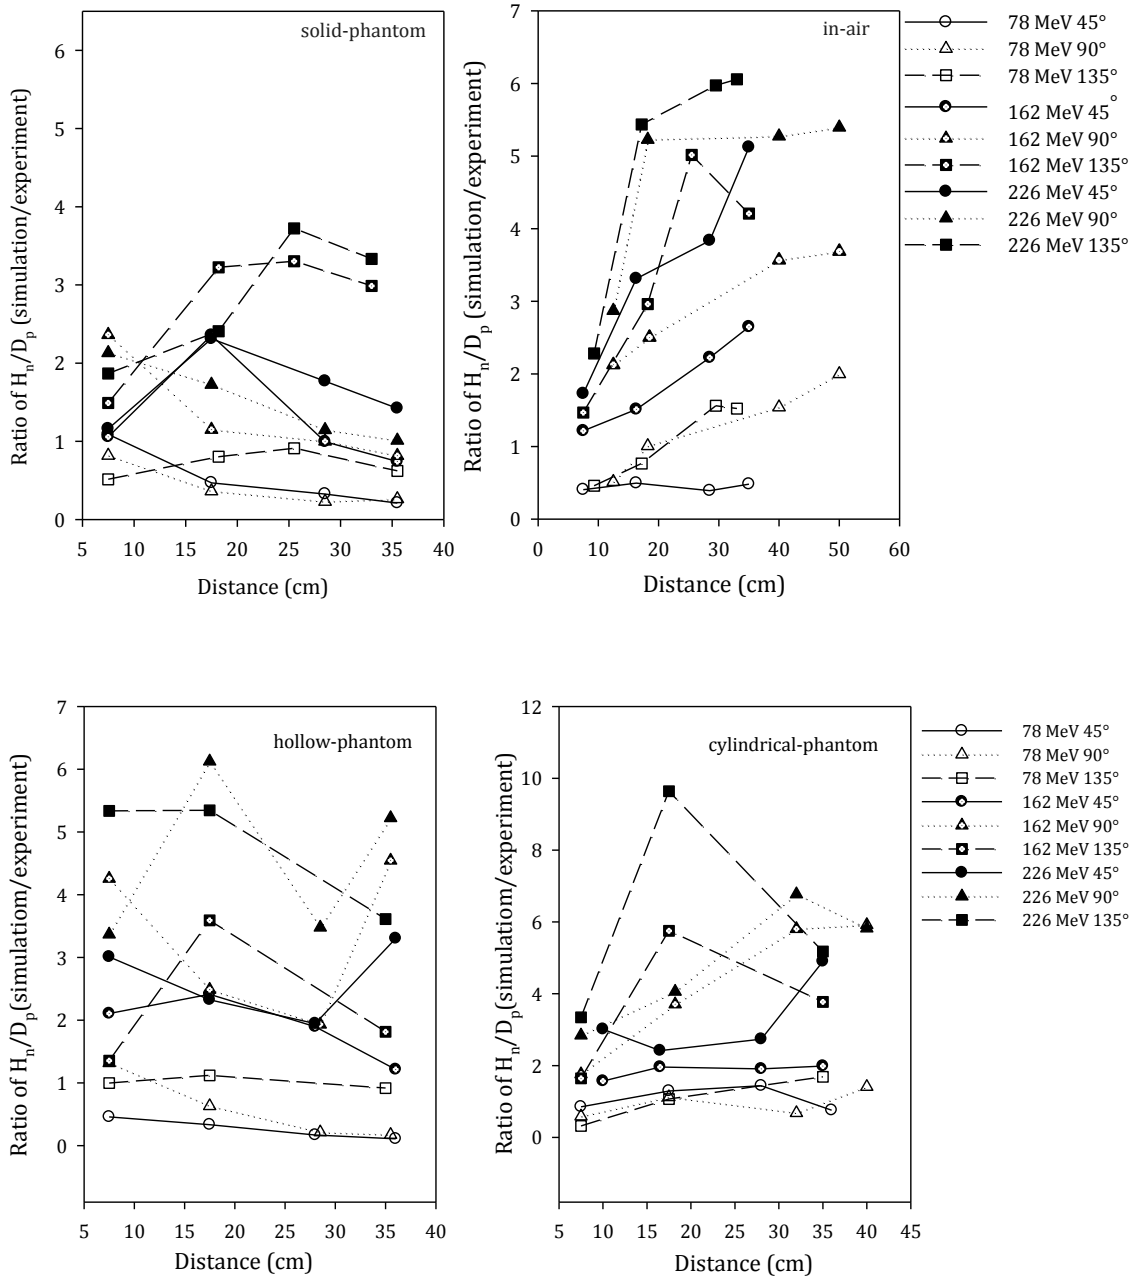 solid-phantom
Ratio of Hn/Dp (simulation/experiment)
6
5
4
3
2
1
0
5 10 15 20 25 30 35 40
Distance (cm)
in-air
Ratio of Hn/Dp (simulation/experiment)
7
6
5
4
3
2
1
0
0 10 20 30 40 50 60
Distance (cm)
78 MeV 45°
78 MeV 90°
78 MeV 135°
162 MeV 45°
162 MeV 90°
162 MeV 135°
226 MeV 45°
226 MeV 90°
226 MeV 135°
hollow-phantom
Ratio of Hn/Dp(simulatiom/experiment)
7
6
5
4
3
2
1
0
5 10 15 20 25 30 35 40
Distance (cm)
cylindrical-phantom
Ratio of Hn/Dp(simulation/experiment)
12
10
8
6
4
2
0
5 10 15 20 25 30 35 40 45
Distance (cm)
78 MeV 45°
78 MeV 90°
78 MeV 135°
162 MeV 45°
162 MeV 90°
162 MeV 135°
226 MeV 45°
226 MeV 90°
226 MeV 135°